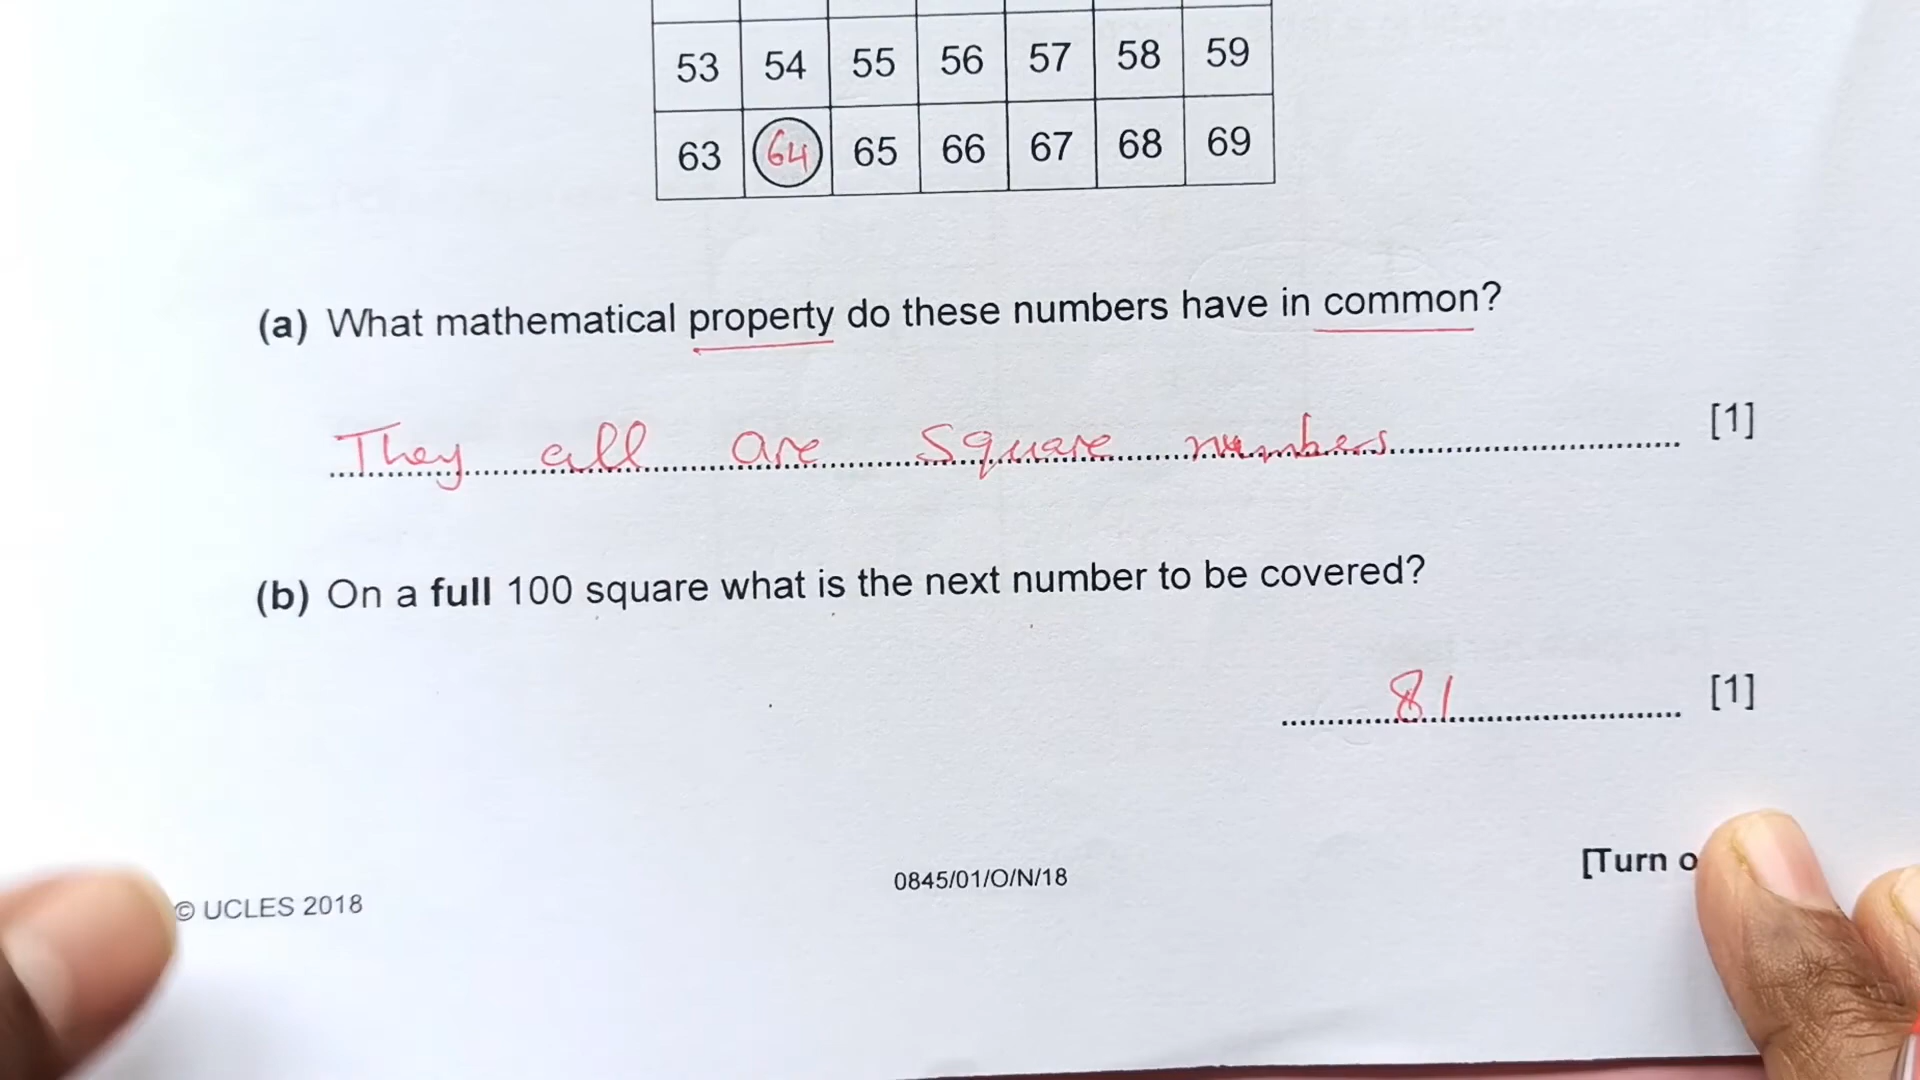 53 54 55 56 57 58 59
63 64 65 66 67 68 69
(a) What mathematical property do these numbers have in common?
They all are square numbers [1]
(b) On a full 100 square what is the next number to be covered?
81 [1]
[Turn o
© UCLES 2018 0845/01/O/N/18